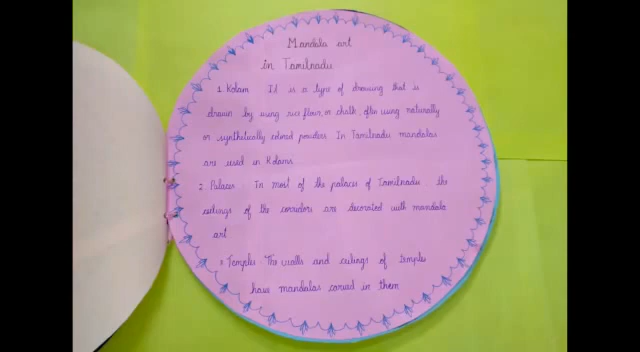 Mandala art
in Tamilnadu
1. Kolam It is a type of drawing that is
drawn by using rice flour, or chalk, often using naturally
or synthetically colored powders. In Tamilnadu mandalas
are used in Kolams.
2. Palaces : In most of the palaces of Tamilnadu the
ceilings of the corridors are decorated with mandala
art
3. Temples The walls and ceilings of temples
have mandalas carved in them